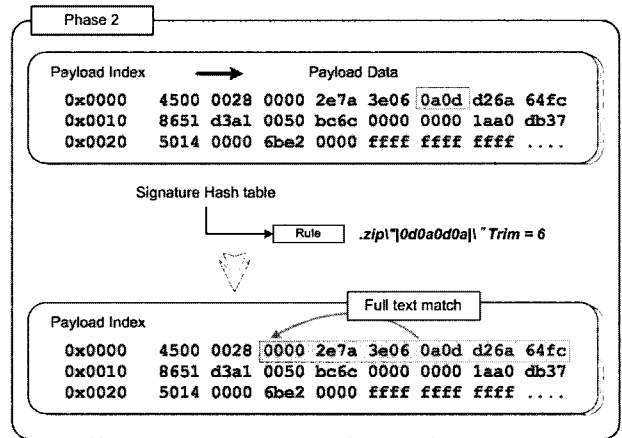 Phase 2
Payload Index Payload Data
0x0000 4500 0028 0000 2e7a 3e06 0a0d d26a 64fc
0x0010 8651 d3a1 0050 bc6c 0000 0000 1aa0 db37
0x0020 5014 0000 6be2 0000 ffff ffff ffff ....
Signature Hash table
Rule .zip\"|0d0a0d0a|\" Trim = 6
Full text match
Payload Index
0x0000 4500 0028 0000 2e7a 3e06 0a0d d26a 64fc
0x0010 8651 d3a1 0050 bc6c 0000 0000 1aa0 db37
0x0020 5014 0000 6be2 0000 ffff ffff ffff ....